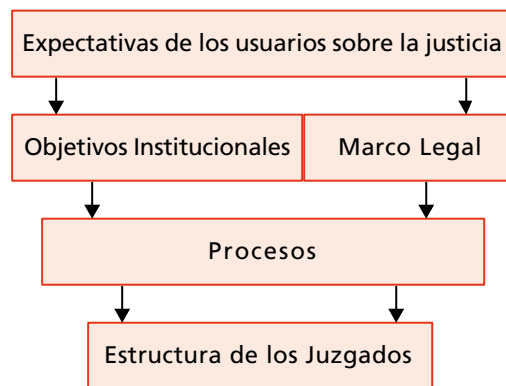 Expectativas de los usuarios sobre la justicia
Objetivos Institucionales
Marco Legal
Procesos
Estructura de los Juzgados